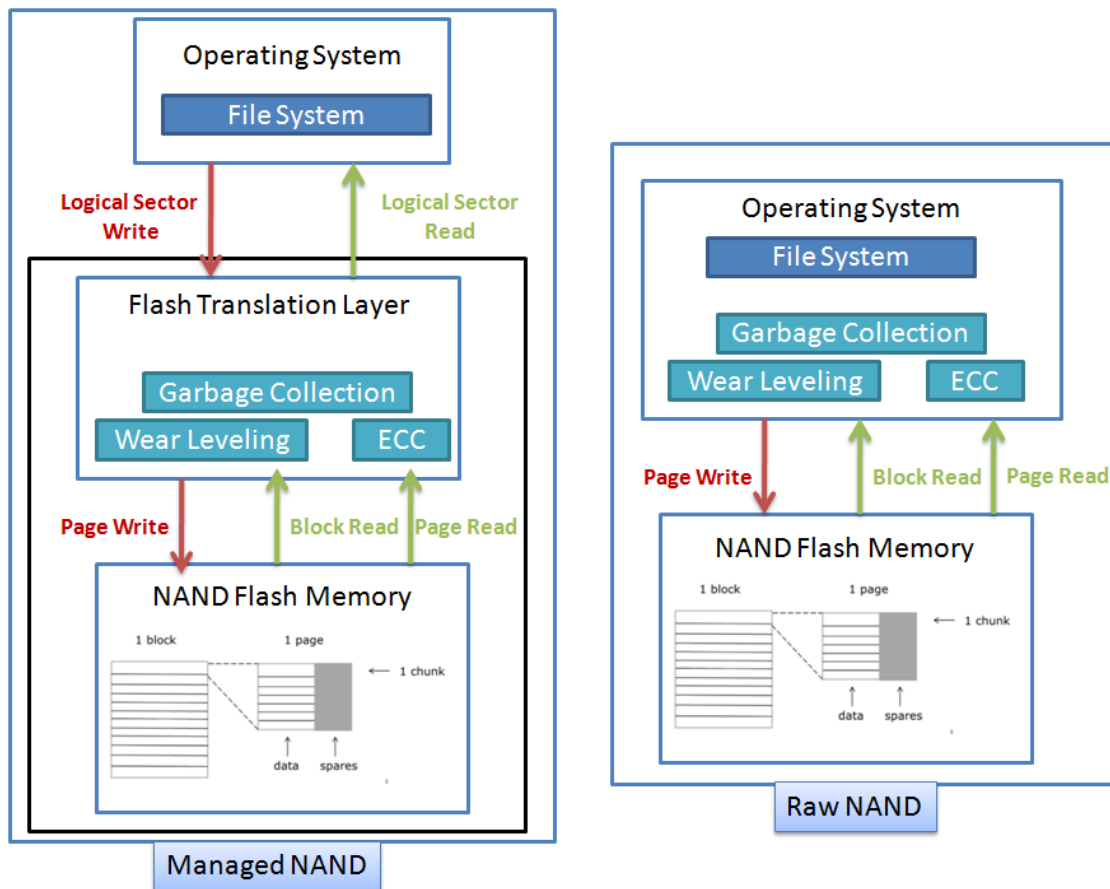 Operating System
File System
Logical Sector
Write
Logical Sector
Read
Flash Translation Layer
Garbage Collection
Wear Leveling
ECC
Page Write
Block Read
Page Read
NAND Flash Memory
1 block
1 page
1 chunk
data
spares
Managed NAND
Operating System
File System
Garbage Collection
Wear Leveling
ECC
Page Write
Block Read
Page Read
NAND Flash Memory
1 block
1 page
1 chunk
data
spares
Raw NAND